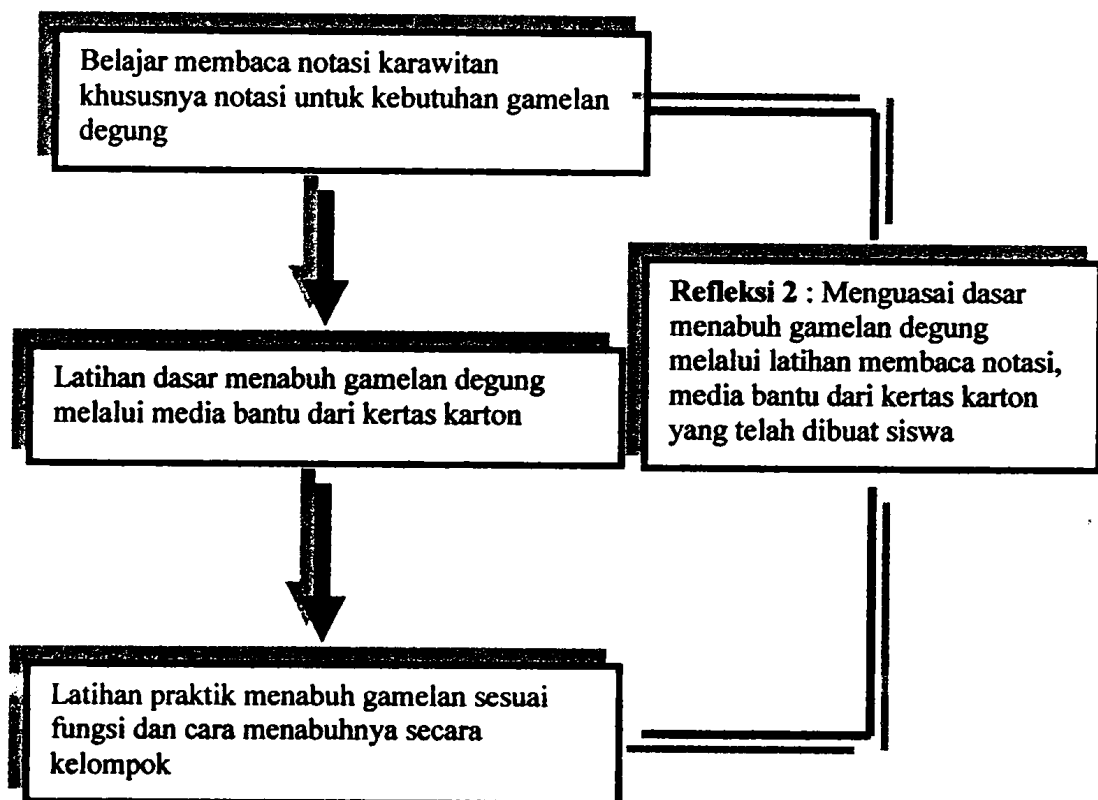 Belajar membaca notasi karawitan
khususnya notasi untuk kebutuhan gamelan
degung
Latihan dasar menabuh gamelan degung
melalui media bantu dari kertas karton
Refleksi 2 : Menguasai dasar
menabuh gamelan degung
melalui latihan membaca notasi,
media bantu dari kertas karton
yang telah dibuat siswa
Latihan praktik menabuh gamelan sesuai
fungsi dan cara menabuhnya secara
kelompok